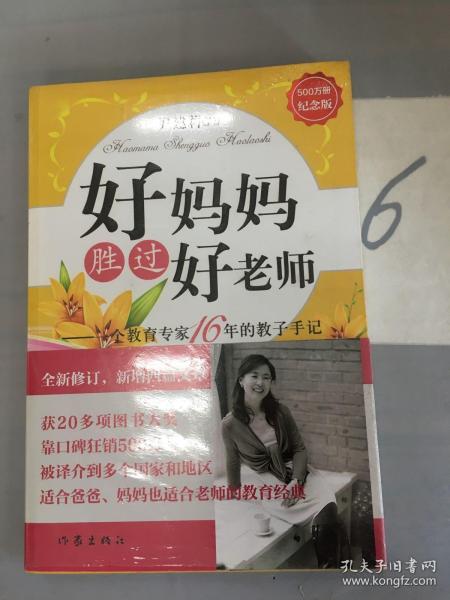 500万册
纪念版
Haomama Shengguo Haolaoshi
好妈妈
胜过
好老师
个教育专家16年的教子手记
全新修订，新增
获20多项图书大奖
靠口碑狂销50
被译介到多个国家和地区
适合爸爸、妈妈也适合老师的教育经典
作家出版社
6
孔夫子旧书网
www.kongfz.com